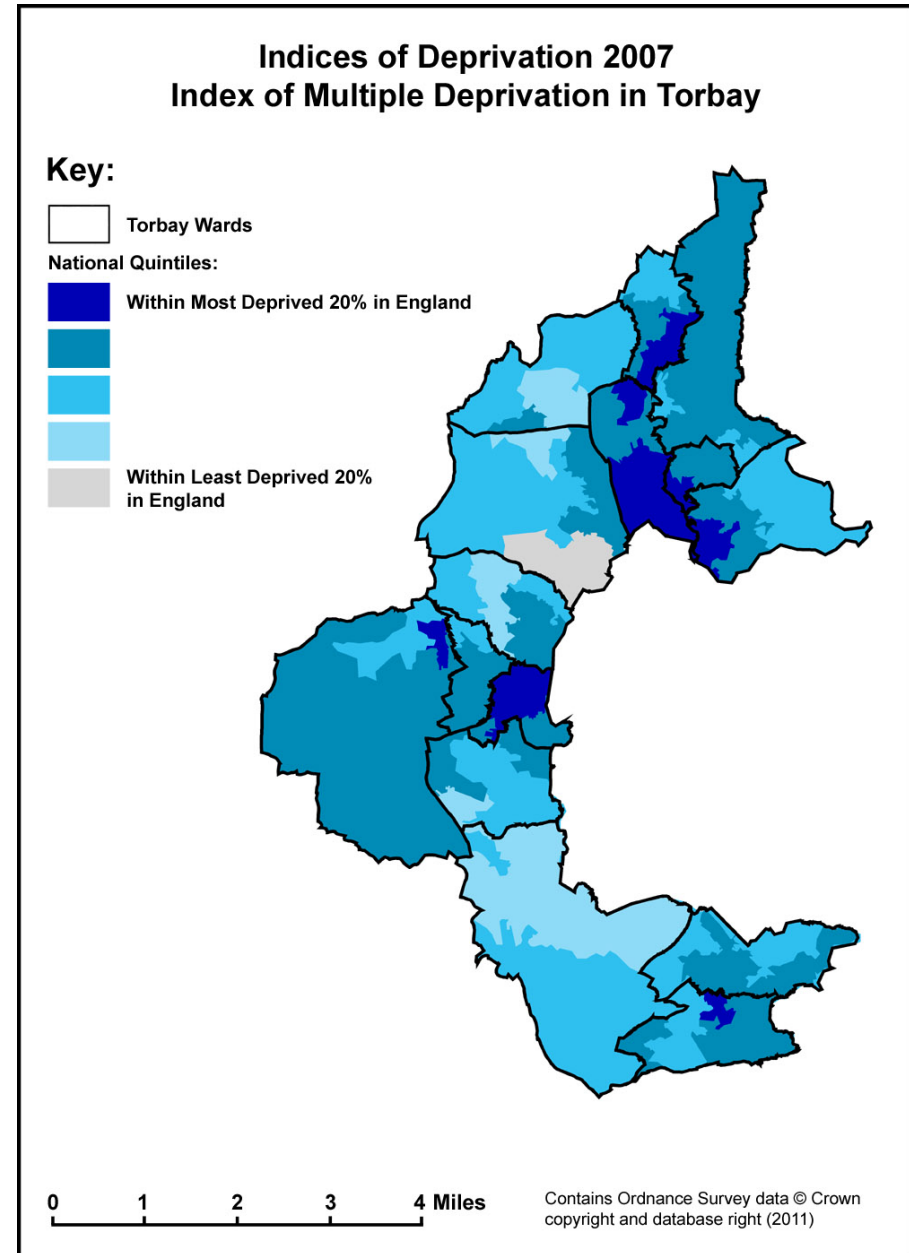 Indices of Deprivation 2007
Index of Multiple Deprivation in Torbay
Key:
Torbay Wards
National Quintiles:
Within Most Deprived 20% in England
Within Least Deprived 20%
in England
0 1 2 3 4 Miles
Contains Ordnance Survey data © Crown
copyright and database right (2011)